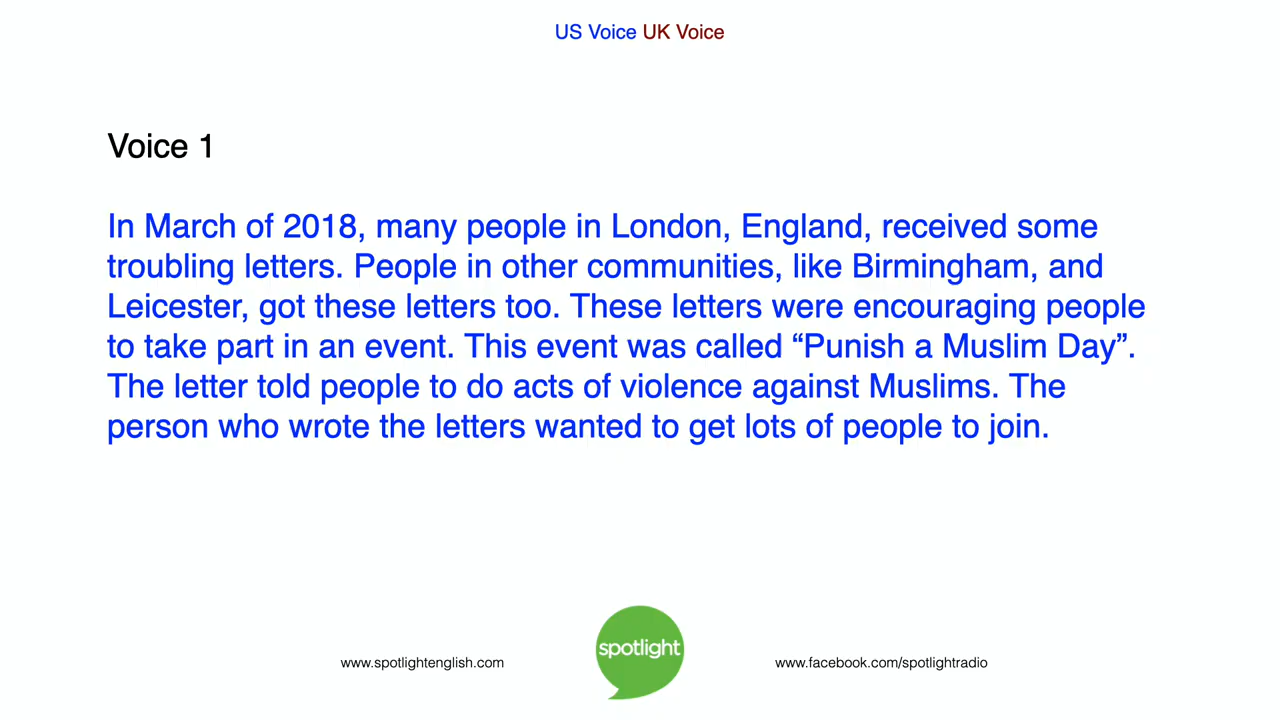 US Voice UK Voice
Voice 1
In March of 2018, many people in London, England, received some
troubling letters. People in other communities, like Birmingham, and
Leicester, got these letters too. These letters were encouraging people
to take part in an event. This event was called “Punish a Muslim Day”.
The letter told people to do acts of violence against Muslims. The
person who wrote the letters wanted to get lots of people to join.
spotlight
www.spotlightenglish.com
www.facebook.com/spotlightradio